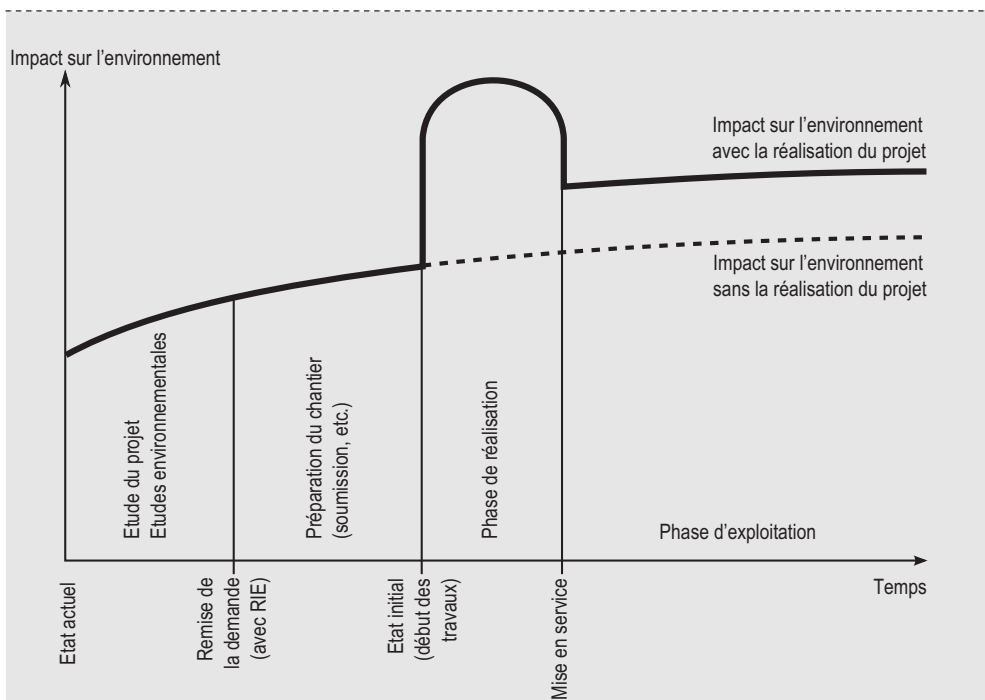 Impact sur l’environnement
Impact sur l’environnement
avec la réalisation du projet
Impact sur l’environnement
sans la réalisation du projet
Etude du projet
Etudes environnementales
Préparation du chantier
(soumission, etc.)
Phase de réalisation
Phase d’exploitation
Temps
Etat actuel
Remise de
la demande
(avec RIE)
Etat initial
(début des
travaux)
Mise en service